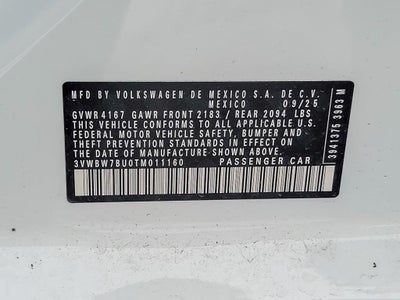 MFD BY VOLKSWAGEN DE MEXICO S.A. DE C.V.
MEXICO 09/25
GVWR 4167 GAWR FRONT 2183 / REAR 2094 LBS
THIS VEHICLE CONFORMS TO ALL APPLICABLE U.S.
FEDERAL MOTOR VEHICLE SAFETY, BUMPER AND
THEFT PREVENTION STANDARDS IN EFFECT ON THE
DATE OF MANUFACTURE SHOWN ABOVE
3VWBW7BU0TM011160 PASSENGER CAR
3941375 3963 M